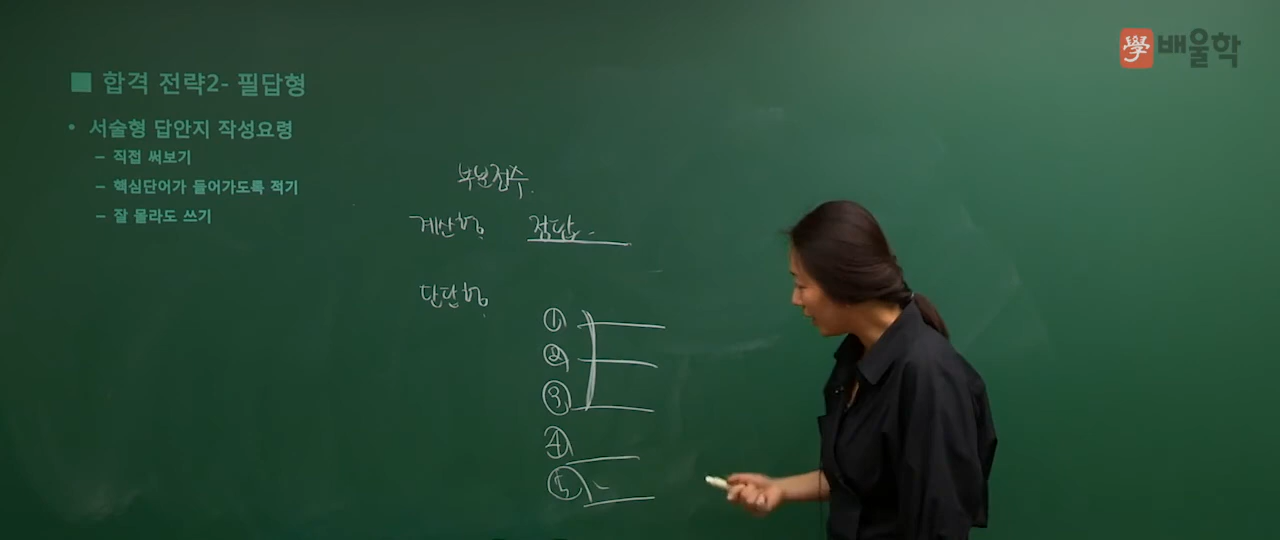 學 배울학
■ 합격 전략2- 필답형
• 서술형 답안지 작성요령
– 직접 써보기
– 핵심단어가 들어가도록 적기
– 잘 몰라도 쓰기
부분점수.
계산형. 정답.
단답형.
①
②
③
④
⑤